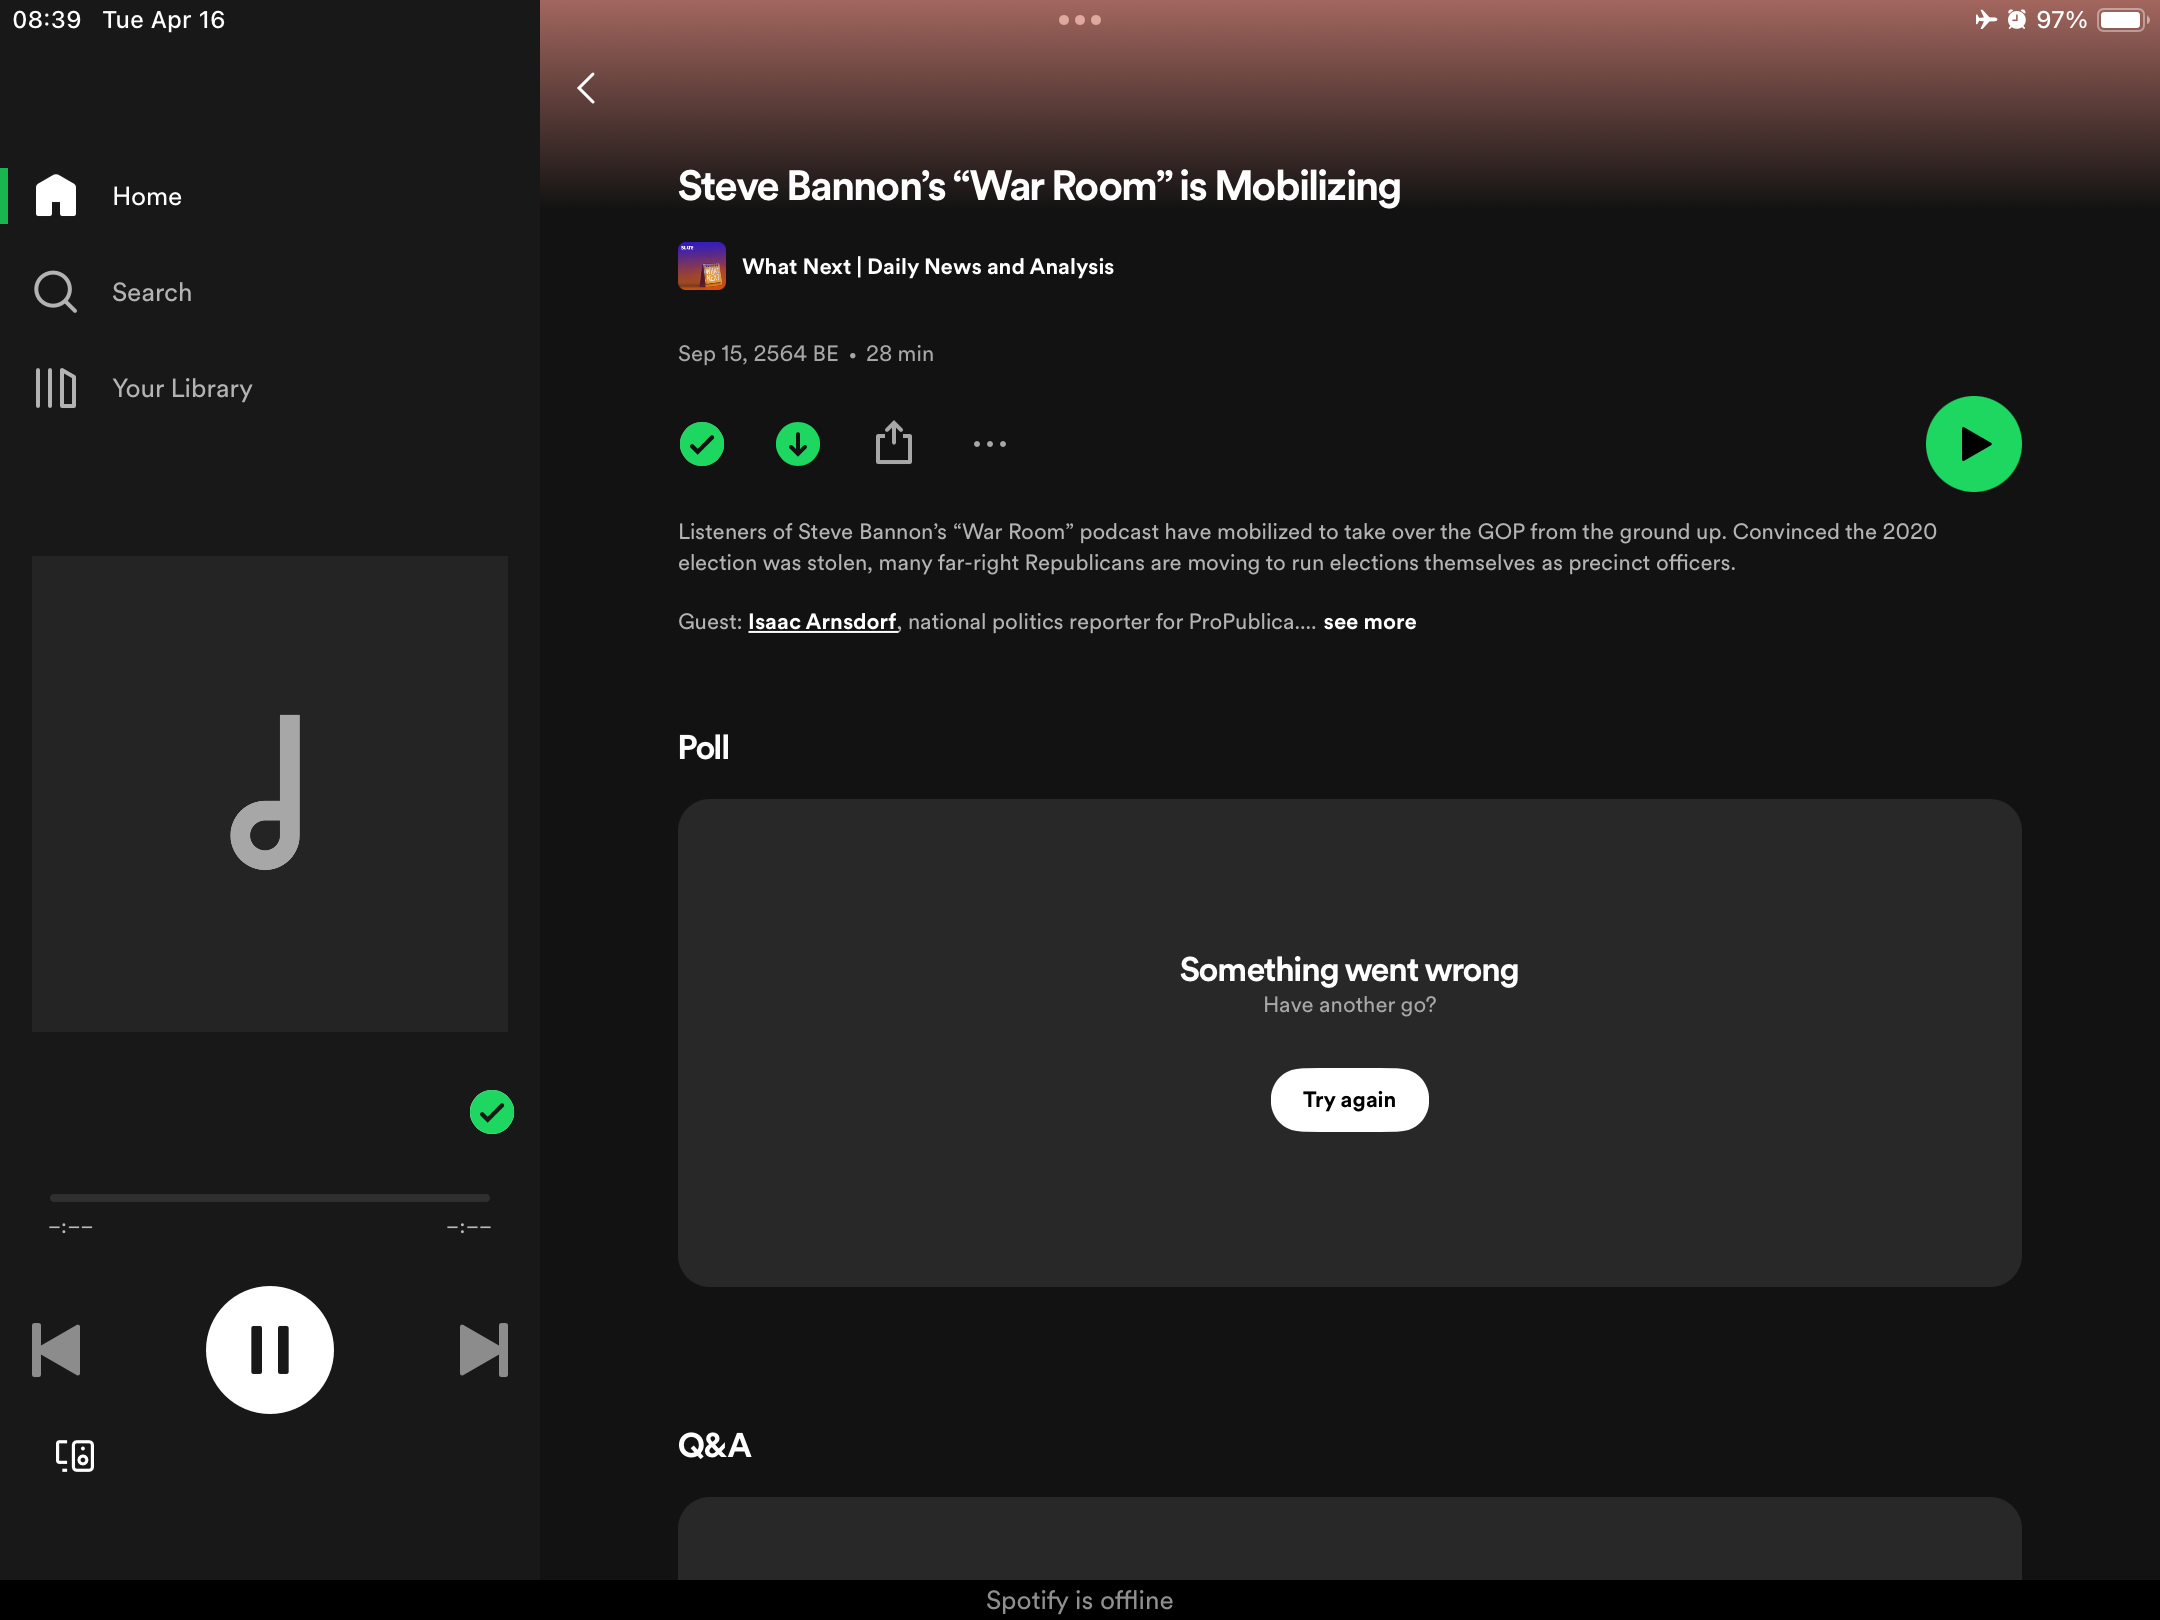 08:39 Tue Apr 16
97%
Home
Search
Your Library
–:––
–:––
Steve Bannon’s “War Room” is Mobilizing
SLATE
What Next | Daily News and Analysis
Sep 15, 2564 BE • 28 min
Listeners of Steve Bannon’s “War Room” podcast have mobilized to take over the GOP from the ground up. Convinced the 2020
election was stolen, many far-right Republicans are moving to run elections themselves as precinct officers.
Guest: Isaac Arnsdorf, national politics reporter for ProPublica.... see more
Poll
Something went wrong
Have another go?
Try again
Q&A
Spotify is offline